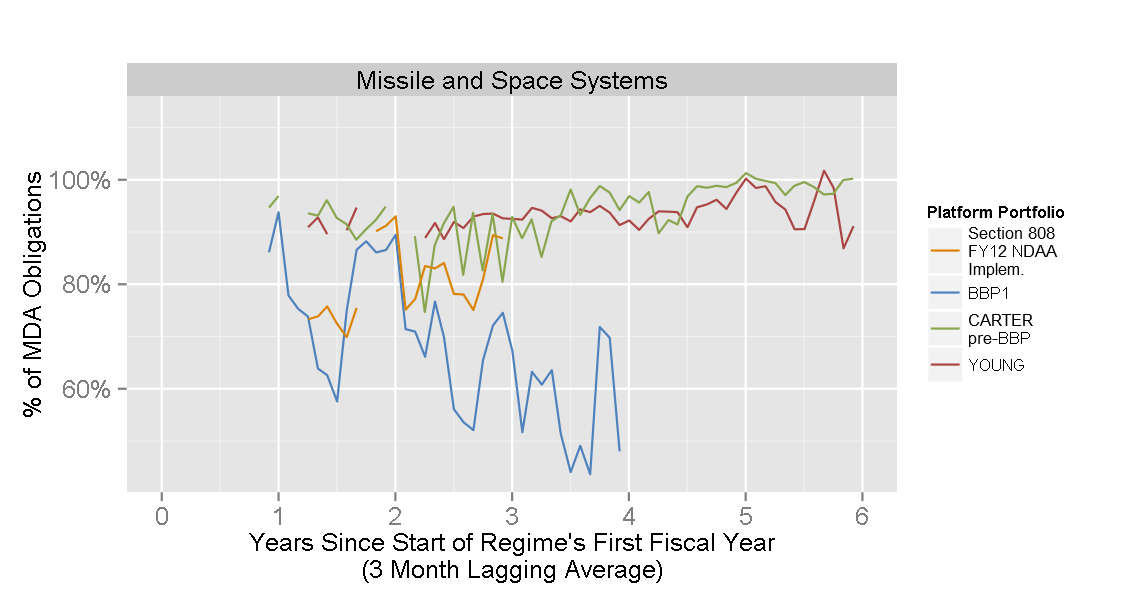 Missile and Space Systems
% of MDA Obligations
100%
80%
60%
0 1 2 3 4 5 6
Years Since Start of Regime's First Fiscal Year
(3 Month Lagging Average)
Platform Portfolio
Section 808
FY12 NDAA
Implem.
BBP1
CARTER
pre-BBP
YOUNG